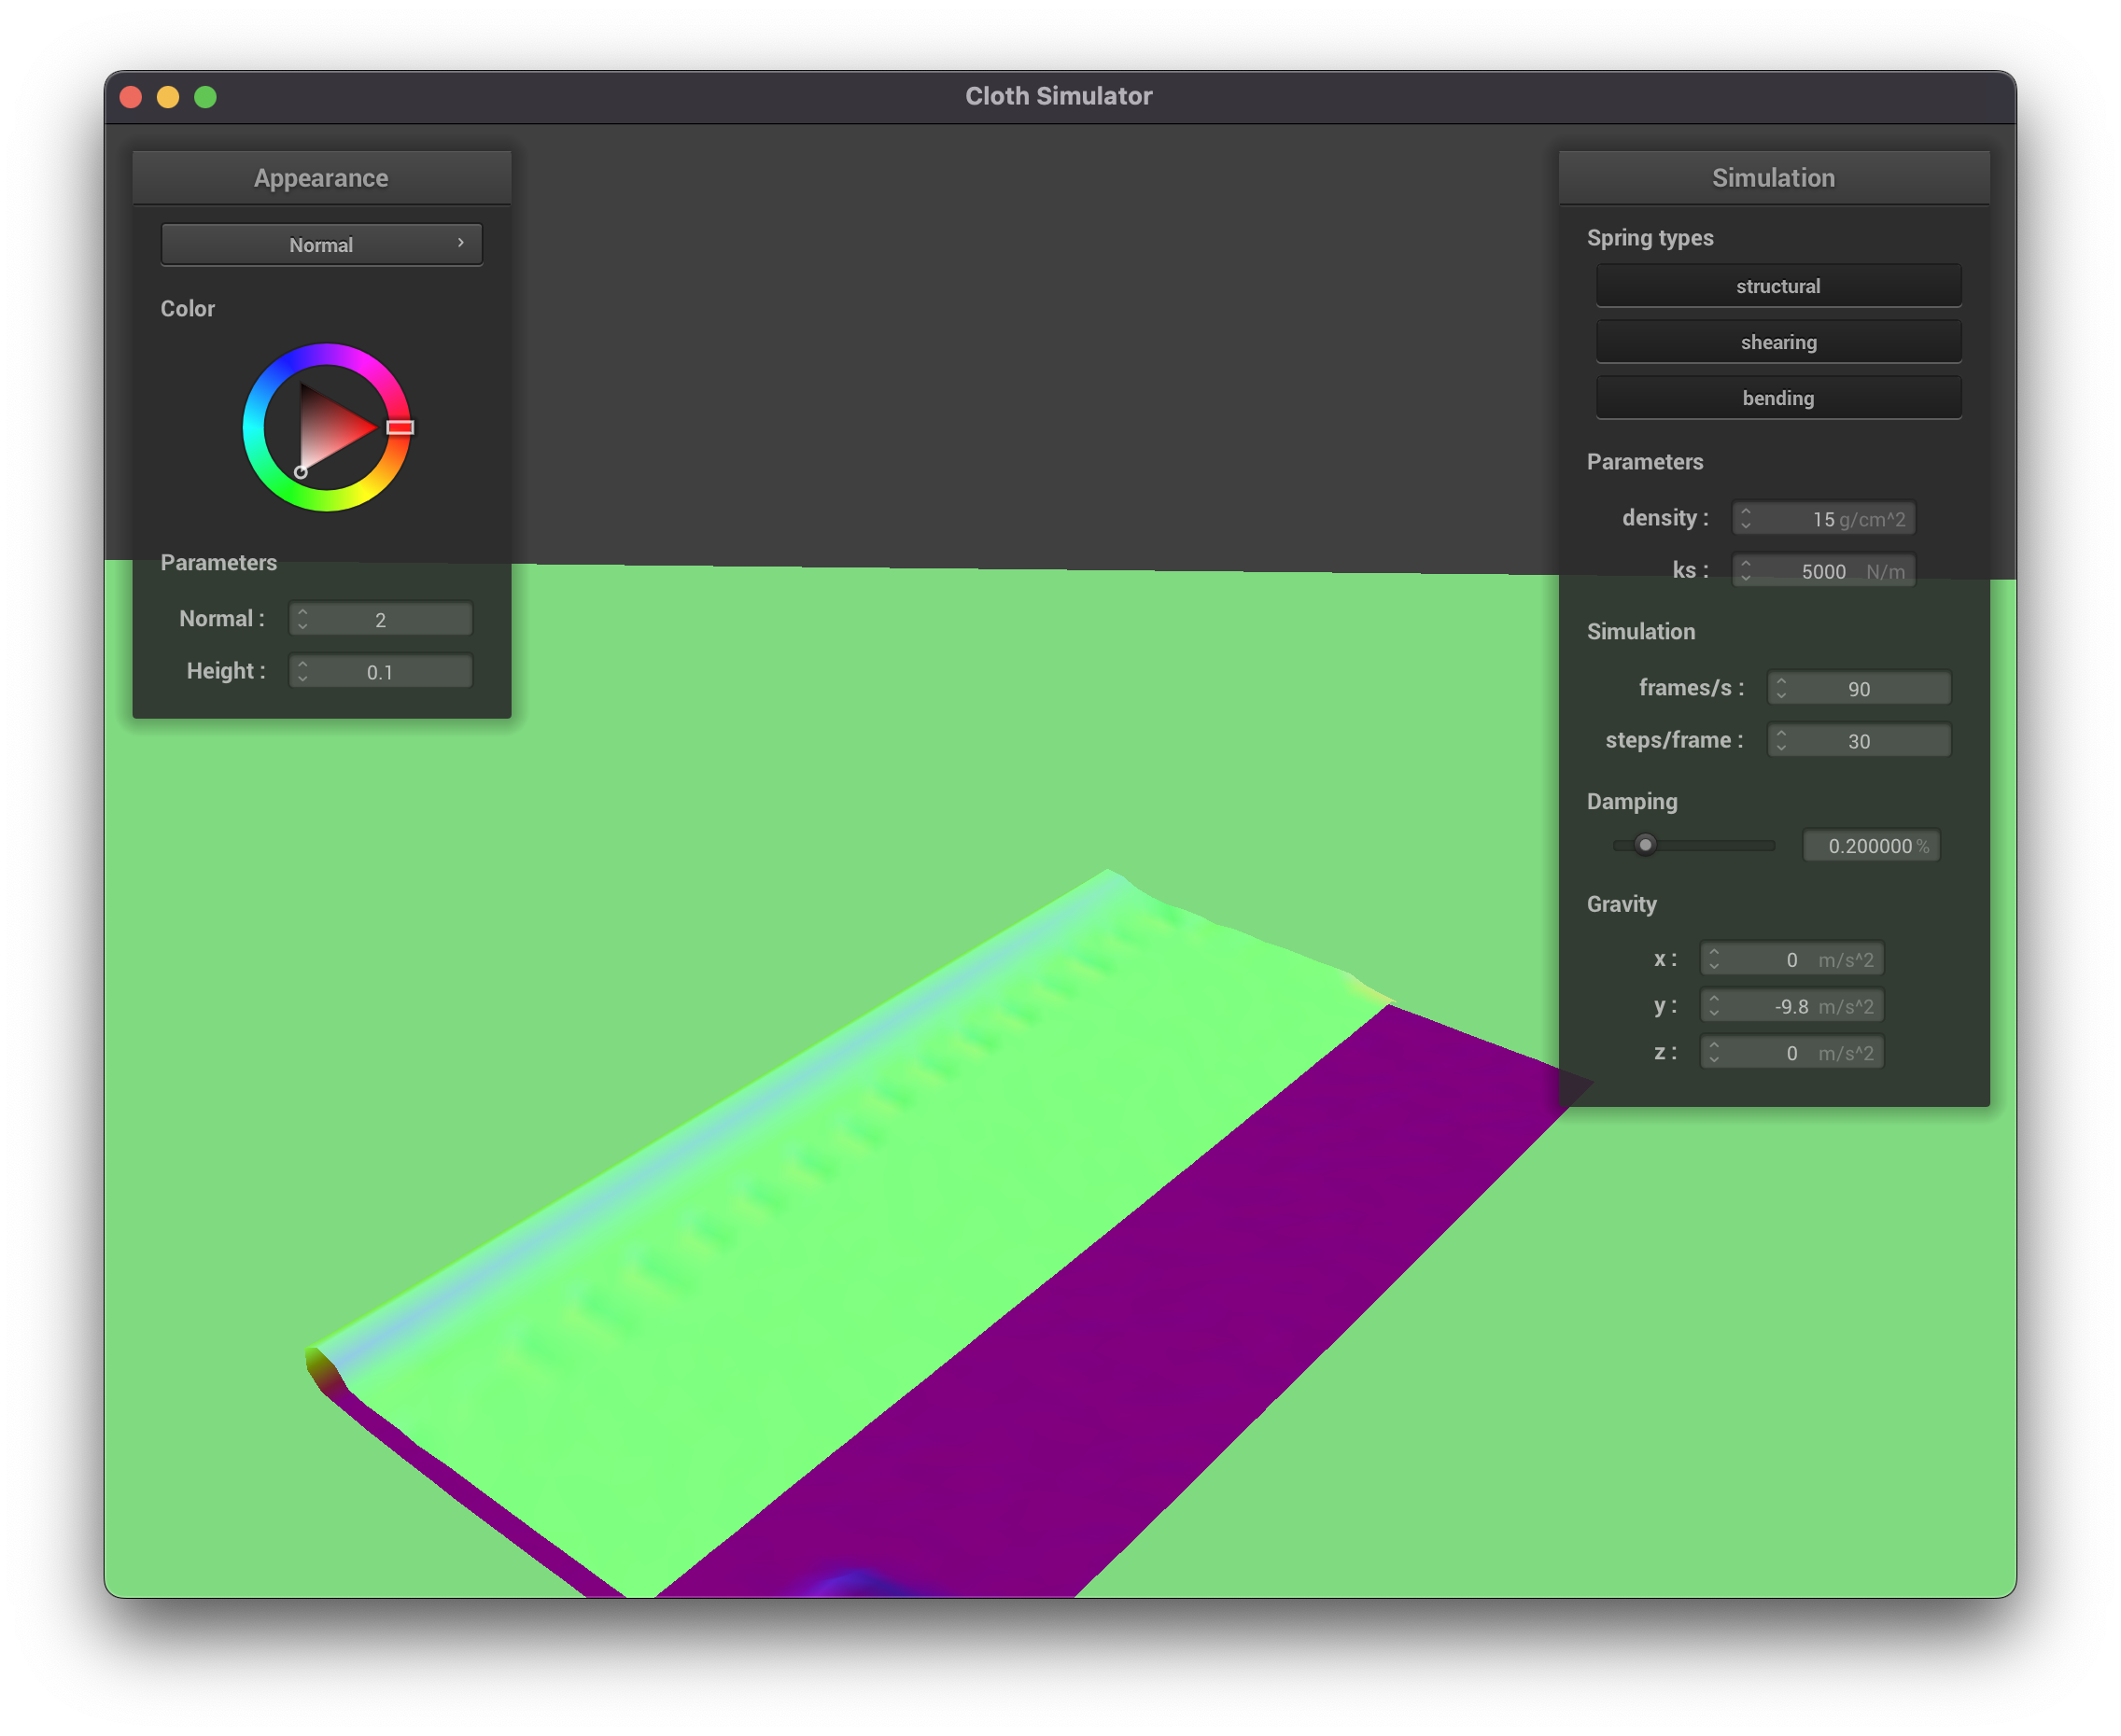 Cloth Simulator
Appearance
Normal
Color
Parameters
Normal : 2
Height : 0.1
Simulation
Spring types
structural
shearing
bending
Parameters
density : 15 g/cm^2
ks : 5000 N/m
Simulation
frames/s : 90
steps/frame : 30
Damping
0.200000 %
Gravity
x : 0 m/s^2
y : -9.8 m/s^2
z : 0 m/s^2